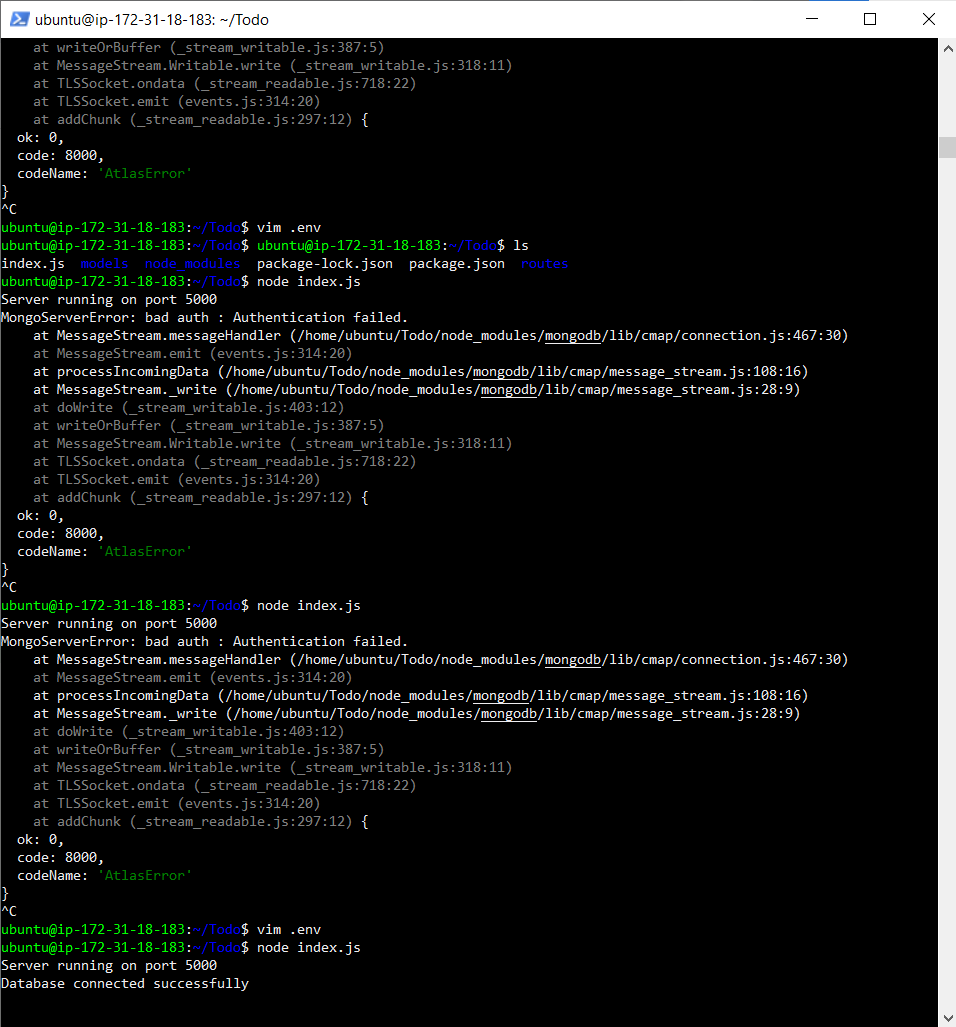 ubuntu@ip-172-31-18-183: ~/Todo
    at writeOrBuffer (_stream_writable.js:387:5)
    at MessageStream.Writable.write (_stream_writable.js:318:11)
    at TLSSocket.ondata (_stream_readable.js:718:22)
    at TLSSocket.emit (events.js:314:20)
    at addChunk (_stream_readable.js:297:12) {
  ok: 0,
  code: 8000,
  codeName: 'AtlasError'
}
^C
ubuntu@ip-172-31-18-183:~/Todo$ vim .env
ubuntu@ip-172-31-18-183:~/Todo$ ubuntu@ip-172-31-18-183:~/Todo$ ls
index.js  models  node_modules  package-lock.json  package.json  routes
ubuntu@ip-172-31-18-183:~/Todo$ node index.js
Server running on port 5000
MongoServerError: bad auth : Authentication failed.
    at MessageStream.messageHandler (/home/ubuntu/Todo/node_modules/mongodb/lib/cmap/connection.js:467:30)
    at MessageStream.emit (events.js:314:20)
    at processIncomingData (/home/ubuntu/Todo/node_modules/mongodb/lib/cmap/message_stream.js:108:16)
    at MessageStream._write (/home/ubuntu/Todo/node_modules/mongodb/lib/cmap/message_stream.js:28:9)
    at doWrite (_stream_writable.js:403:12)
    at writeOrBuffer (_stream_writable.js:387:5)
    at MessageStream.Writable.write (_stream_writable.js:318:11)
    at TLSSocket.ondata (_stream_readable.js:718:22)
    at TLSSocket.emit (events.js:314:20)
    at addChunk (_stream_readable.js:297:12) {
  ok: 0,
  code: 8000,
  codeName: 'AtlasError'
}
^C
ubuntu@ip-172-31-18-183:~/Todo$ node index.js
Server running on port 5000
MongoServerError: bad auth : Authentication failed.
    at MessageStream.messageHandler (/home/ubuntu/Todo/node_modules/mongodb/lib/cmap/connection.js:467:30)
    at MessageStream.emit (events.js:314:20)
    at processIncomingData (/home/ubuntu/Todo/node_modules/mongodb/lib/cmap/message_stream.js:108:16)
    at MessageStream._write (/home/ubuntu/Todo/node_modules/mongodb/lib/cmap/message_stream.js:28:9)
    at doWrite (_stream_writable.js:403:12)
    at writeOrBuffer (_stream_writable.js:387:5)
    at MessageStream.Writable.write (_stream_writable.js:318:11)
    at TLSSocket.ondata (_stream_readable.js:718:22)
    at TLSSocket.emit (events.js:314:20)
    at addChunk (_stream_readable.js:297:12) {
  ok: 0,
  code: 8000,
  codeName: 'AtlasError'
}
^C
ubuntu@ip-172-31-18-183:~/Todo$ vim .env
ubuntu@ip-172-31-18-183:~/Todo$ node index.js
Server running on port 5000
Database connected successfully